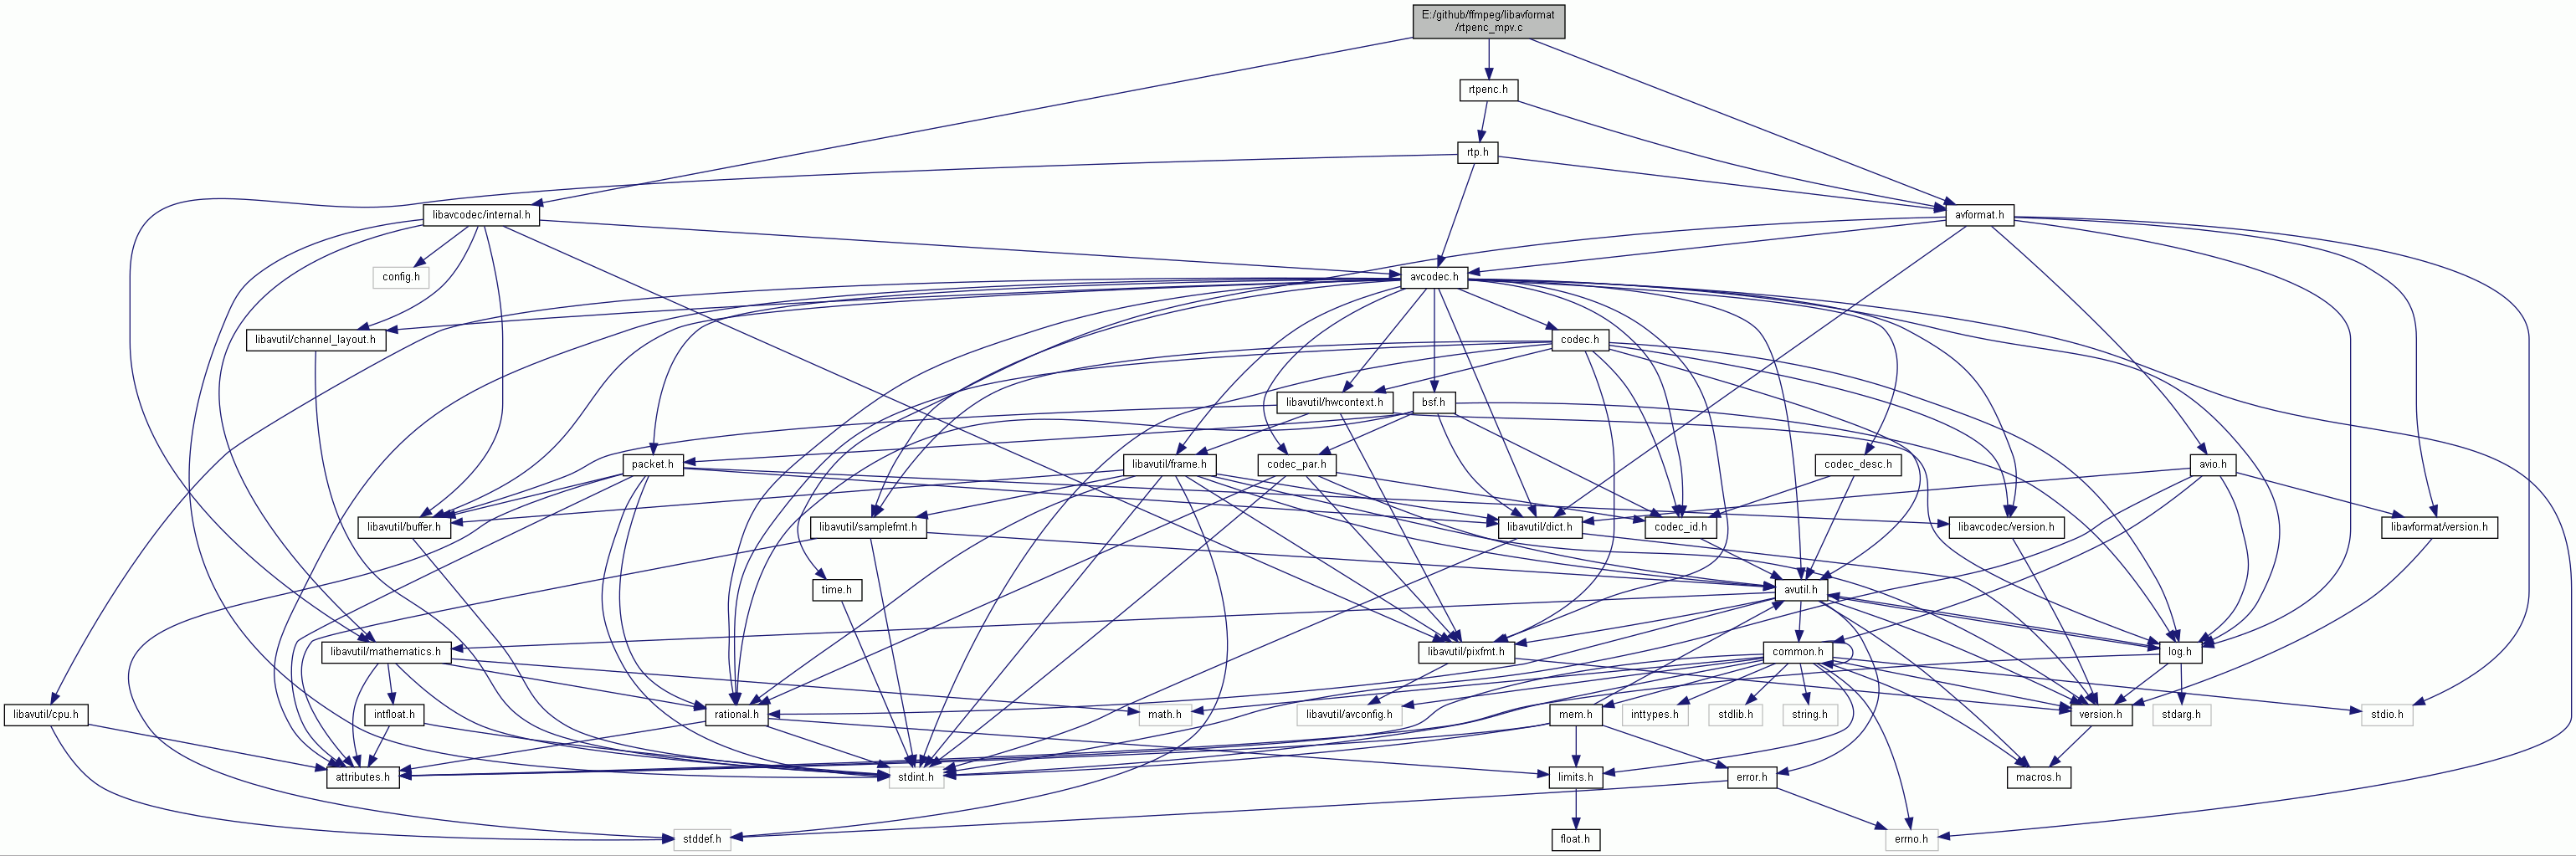 E:/github/ffmpeg/libavformat
/rtpenc_mpv.c
rtpenc.h
rtp.h
libavcodec/internal.h
avformat.h
config.h
avcodec.h
libavutil/channel_layout.h
codec.h
libavutil/hwcontext.h
bsf.h
packet.h
libavutil/frame.h
codec_par.h
codec_desc.h
avio.h
libavutil/buffer.h
libavutil/samplefmt.h
libavutil/dict.h
codec_id.h
libavcodec/version.h
libavformat/version.h
time.h
avutil.h
libavutil/mathematics.h
libavutil/pixfmt.h
common.h
log.h
libavutil/cpu.h
intfloat.h
rational.h
math.h
libavutil/avconfig.h
mem.h
inttypes.h
stdlib.h
string.h
version.h
stdarg.h
stdio.h
attributes.h
stdint.h
limits.h
error.h
macros.h
stddef.h
float.h
errno.h